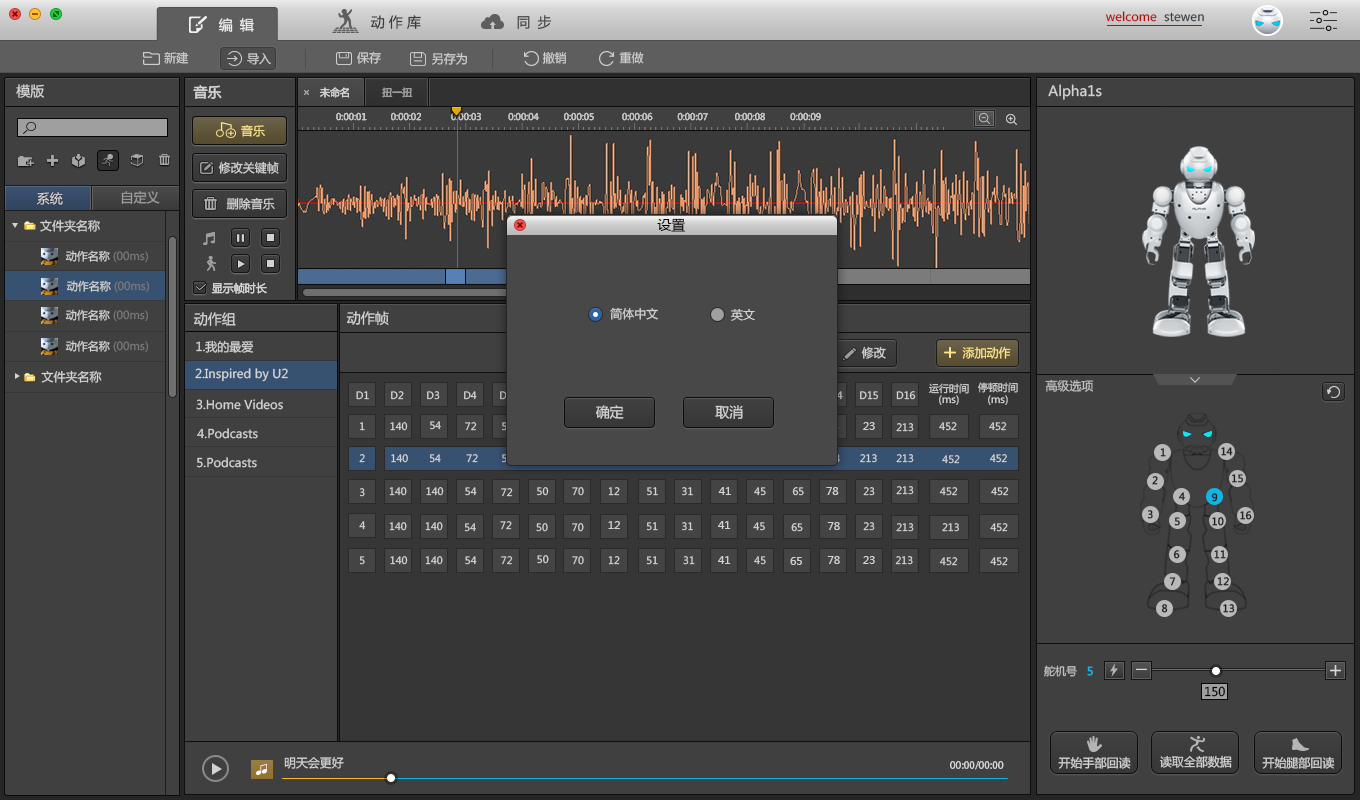 编 辑
动作库
同 步
welcome stewen
新建
导入
保存
另存为
撤销
重做
模版
系统
自定义
文件夹名称
动作名称 (00ms)
动作名称 (00ms)
动作名称 (00ms)
动作名称 (00ms)
文件夹名称
音乐
音乐
修改关键帧
删除音乐
显示帧时长
× 未命名
扭一扭
0:00:01 0:00:02 0:00:03 0:00:04 0:00:05 0:00:06 0:00:07 0:00:08 0:00:09
设置
简体中文
英文
确定
取消
动作组
1.我的最爱
2.Inspired by U2
3.Home Videos
4.Podcasts
5.Podcasts
动作帧
修改
添加动作
D1 D2 D3 D4 D15 D16 运行时间(ms) 停顿时间(ms)
1 140 54 72 23 213 452 452
2 140 54 72 213 213 452 452
3 140 140 54 72 50 70 12 51 31 41 45 65 78 23 213 452 452
4 140 140 54 72 50 70 12 51 31 41 45 65 78 23 213 213 452
5 140 140 54 72 50 70 12 51 31 41 45 65 78 23 213 452 452
明天会更好
00:00/00:00
Alpha1s
高级选项
1 14
2 15
4 9
3 5 10 16
6 11
7 12
8 13
舵机号 5
150
开始手部回读
读取全部数据
开始腿部回读